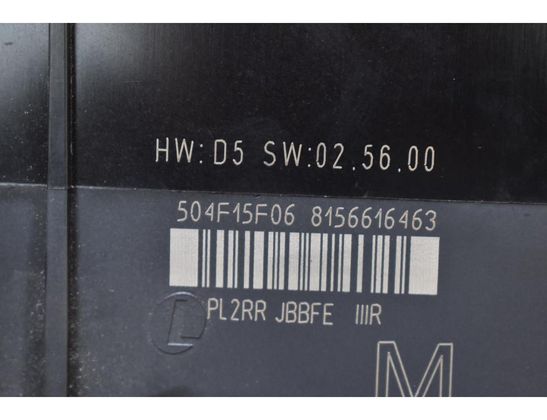 HW: D5 SW:02.56.00
504F15F06 8156616463
PL2RR JBBFE IIIR
L
M